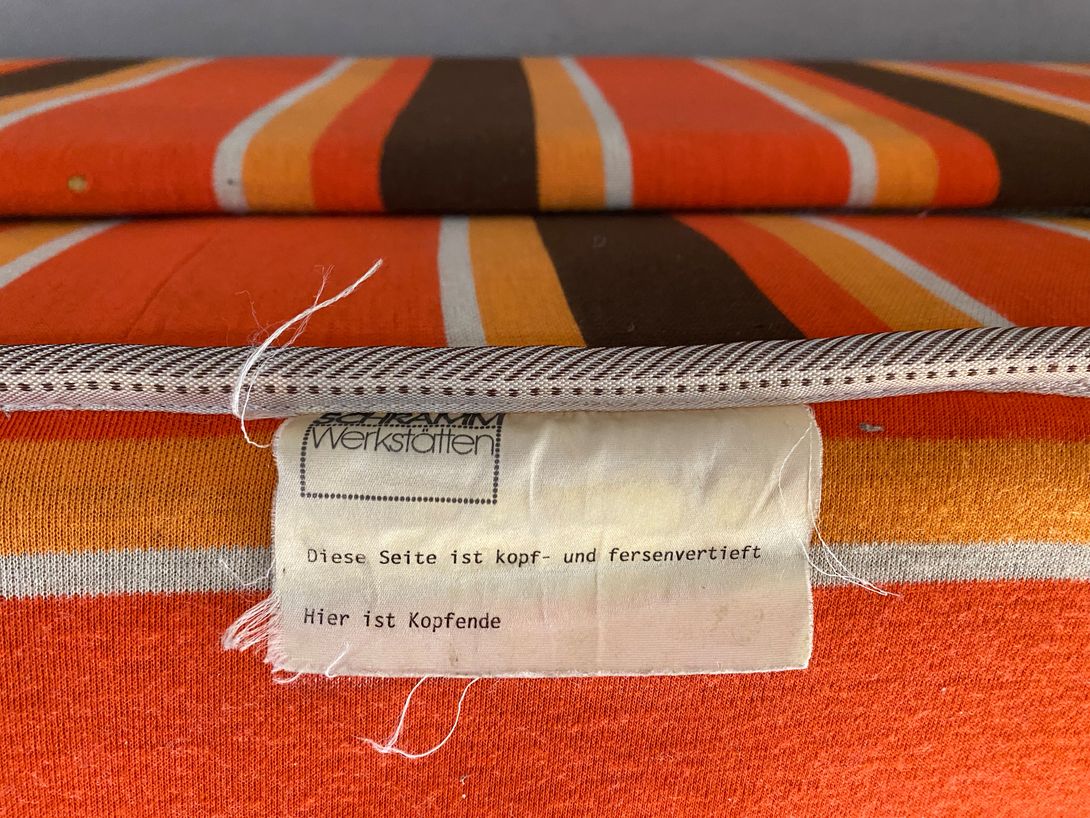 SCHRAMM
Werkstätten
Diese Seite ist kopf- und fersenvertieft
Hier ist Kopfende